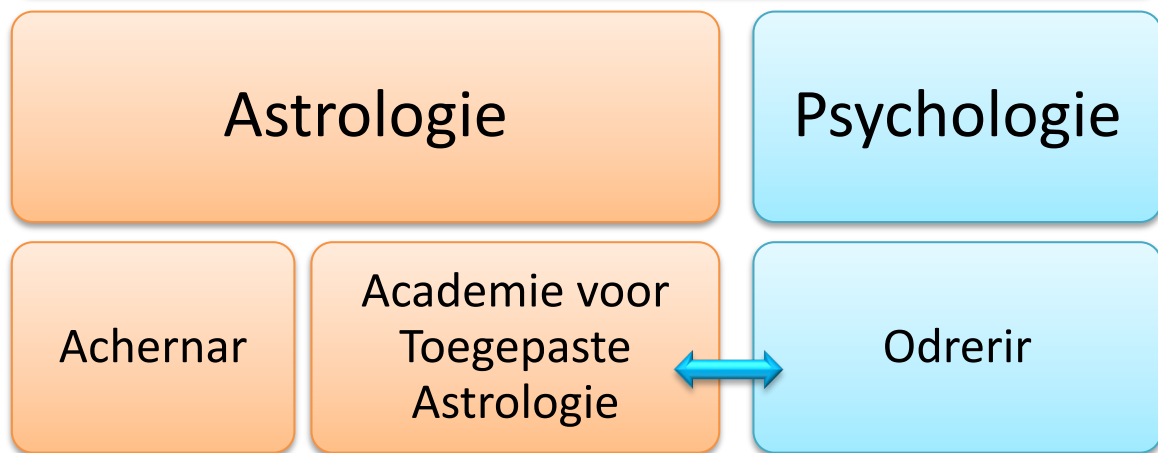 Astrologie
Psychologie
Achernar
Academie voor
Toegepaste
Astrologie
Odrerir